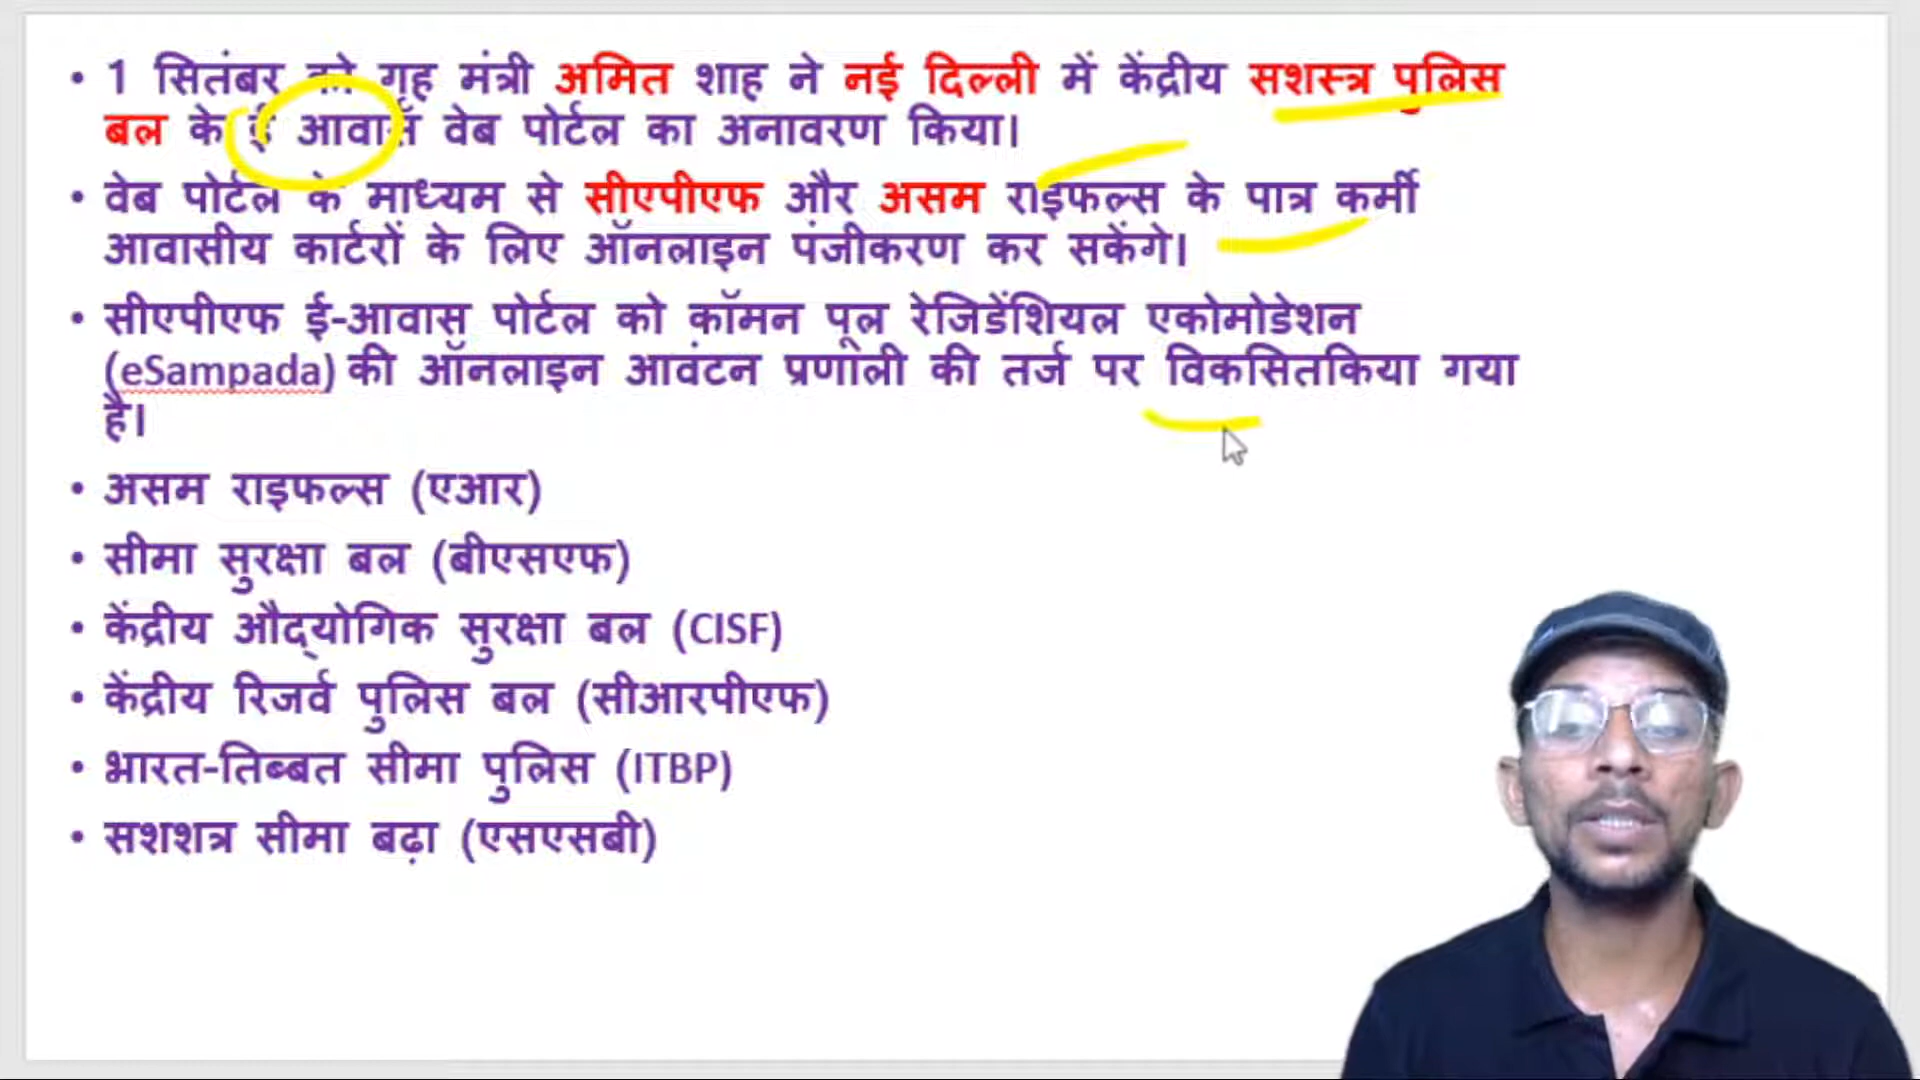 • 1 सितंबर को गृह मंत्री अमित शाह ने नई दिल्ली में केंद्रीय सशस्त्र पुलिस
बल के ई आवास वेब पोर्टल का अनावरण किया।
• वेब पोर्टल के माध्यम से सीएपीएफ और असम राइफल्स के पात्र कर्मी
आवासीय कार्टरों के लिए ऑनलाइन पंजीकरण कर सकेंगे।
• सीएपीएफ ई-आवास पोर्टल को कॉमन पूल रेजिडेंशियल एकोमोडेशन
(eSampada) की ऑनलाइन आवंटन प्रणाली की तर्ज पर विकसितकिया गया
है।
• असम राइफल्स (एआर)
• सीमा सुरक्षा बल (बीएसएफ)
• केंद्रीय औद्योगिक सुरक्षा बल (CISF)
• केंद्रीय रिजर्व पुलिस बल (सीआरपीएफ)
• भारत-तिब्बत सीमा पुलिस (ITBP)
• सशशत्र सीमा बढ़ा (एसएसबी)